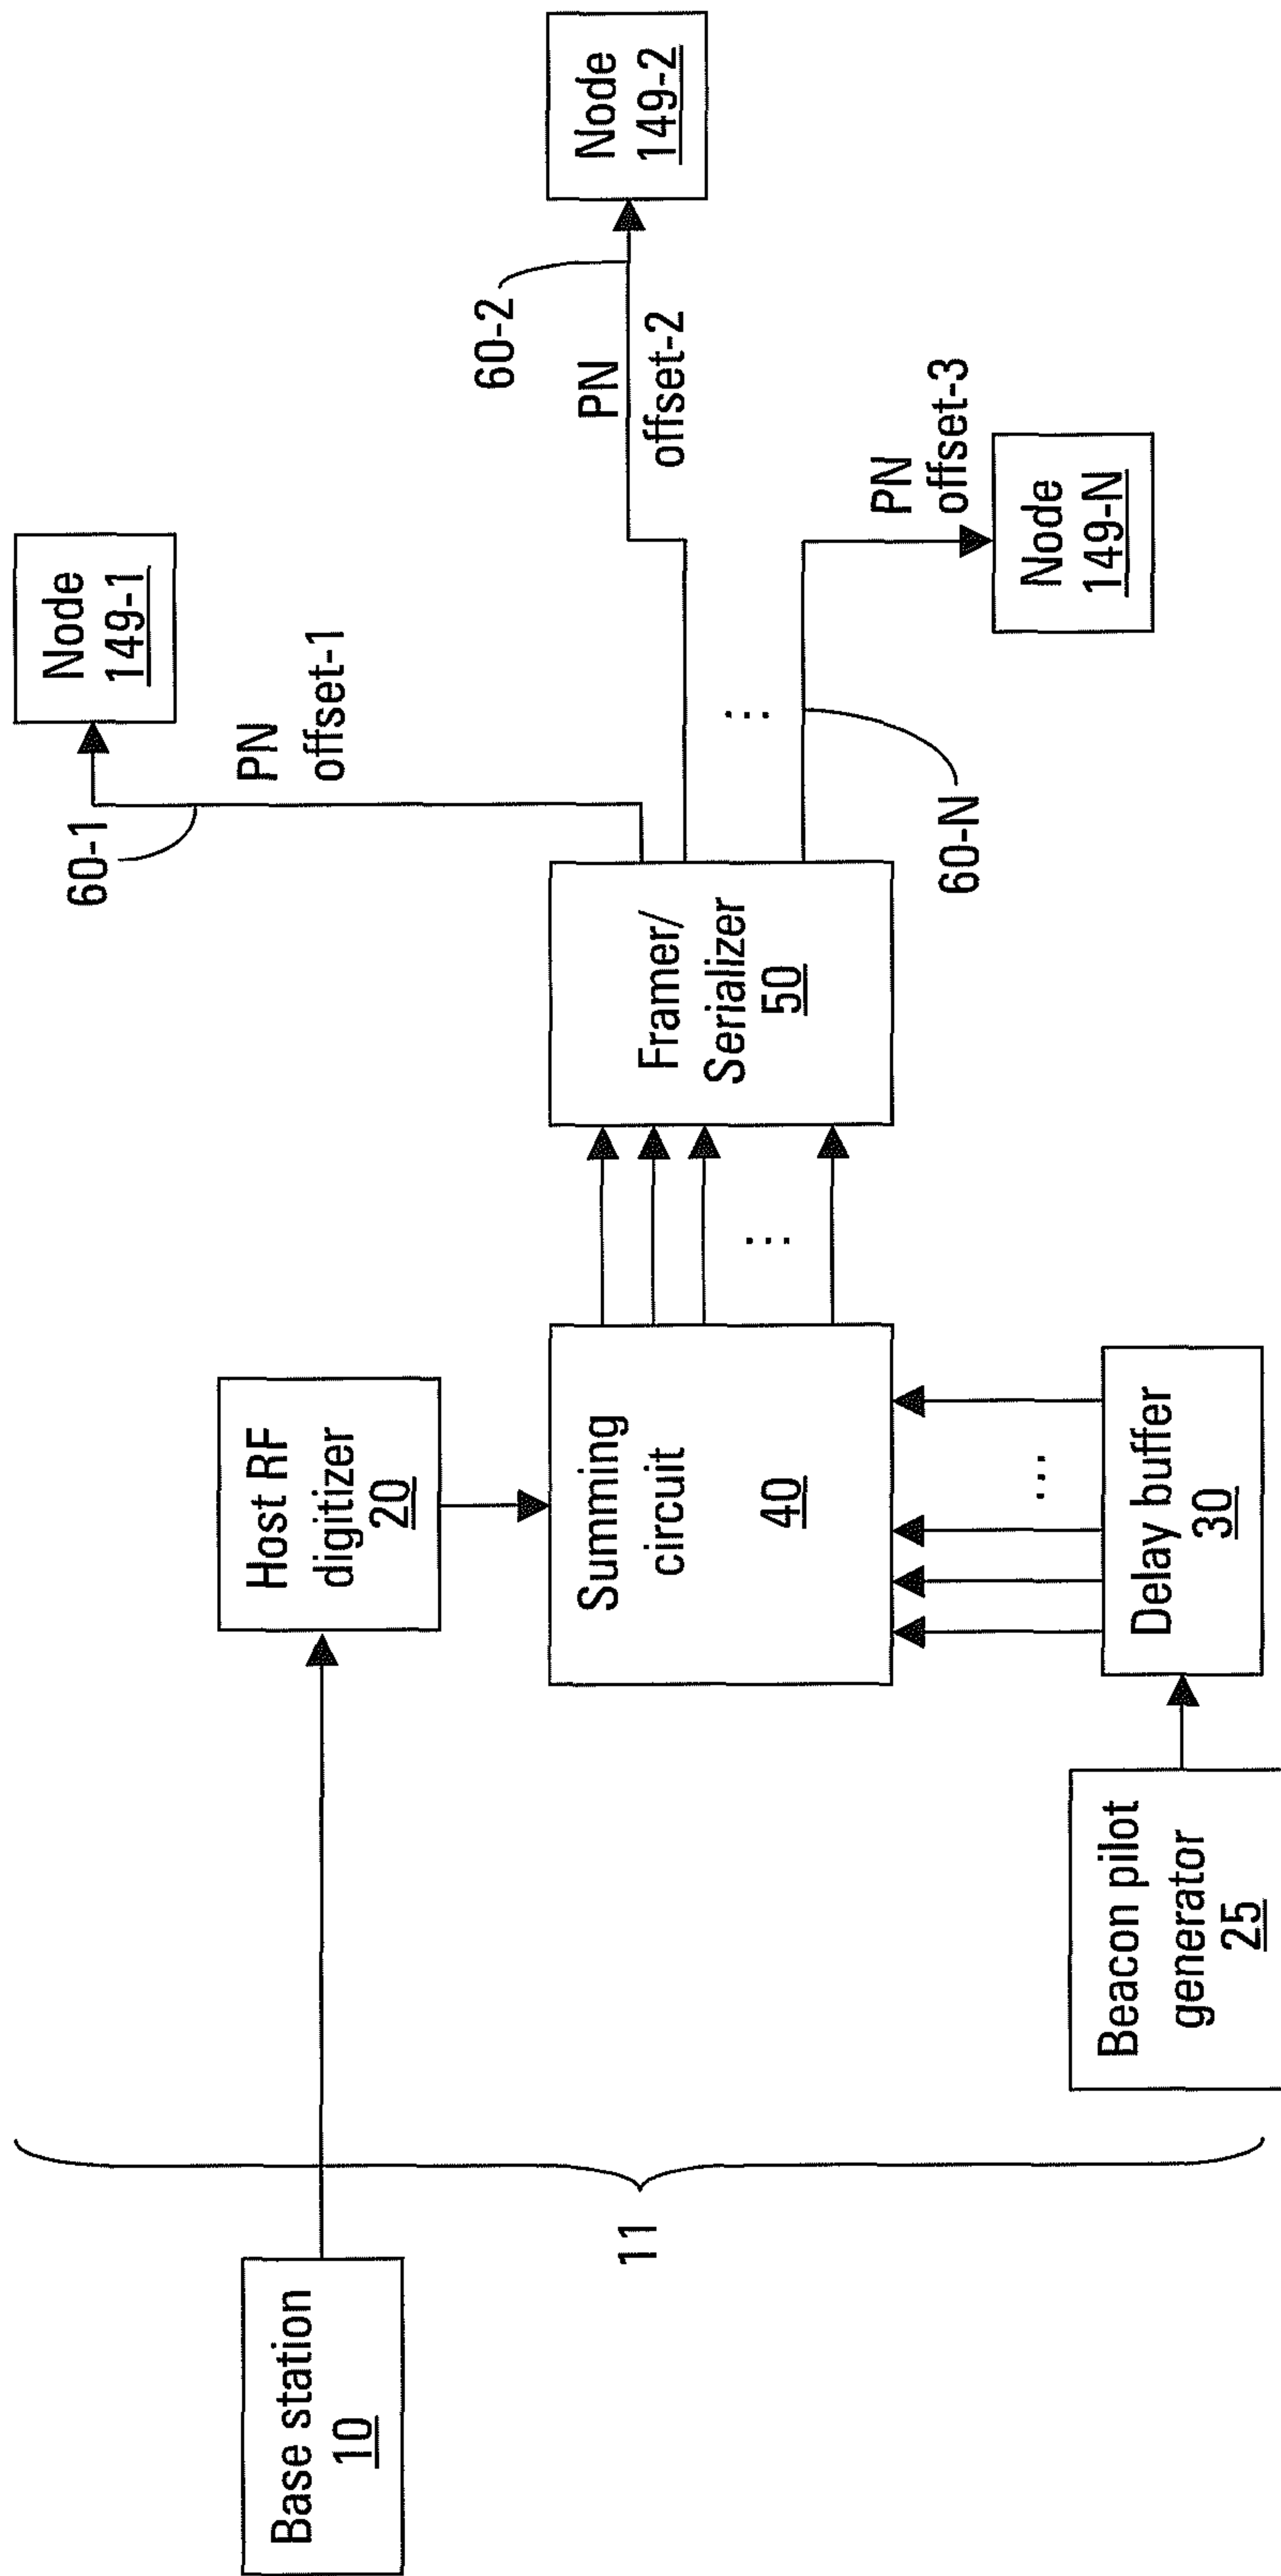 Base station
10
11
Host RF
digitizer
20
Beacon pilot
generator
25
Delay buffer
30
...
Summing
circuit
40
...
Framer/
Serializer
50
60-1
PN
offset-1
Node
149-1
60-2
PN
offset-2
Node
149-2
...
60-N
PN
offset-3
Node
149-N